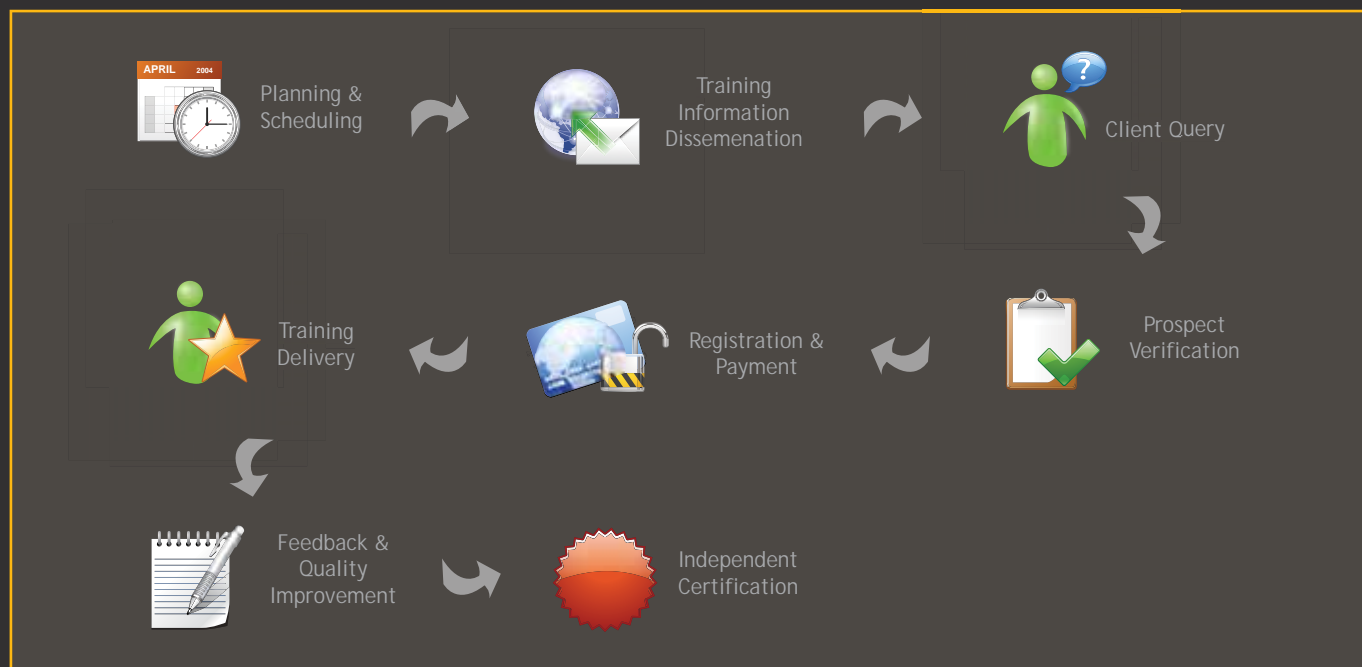 APRIL 2004
Planning &
Scheduling
Training
Information
Dissemenation
?
Client Query
Prospect
Verification
Registration &
Payment
Training
Delivery
Feedback &
Quality
Improvement
Independent
Certification